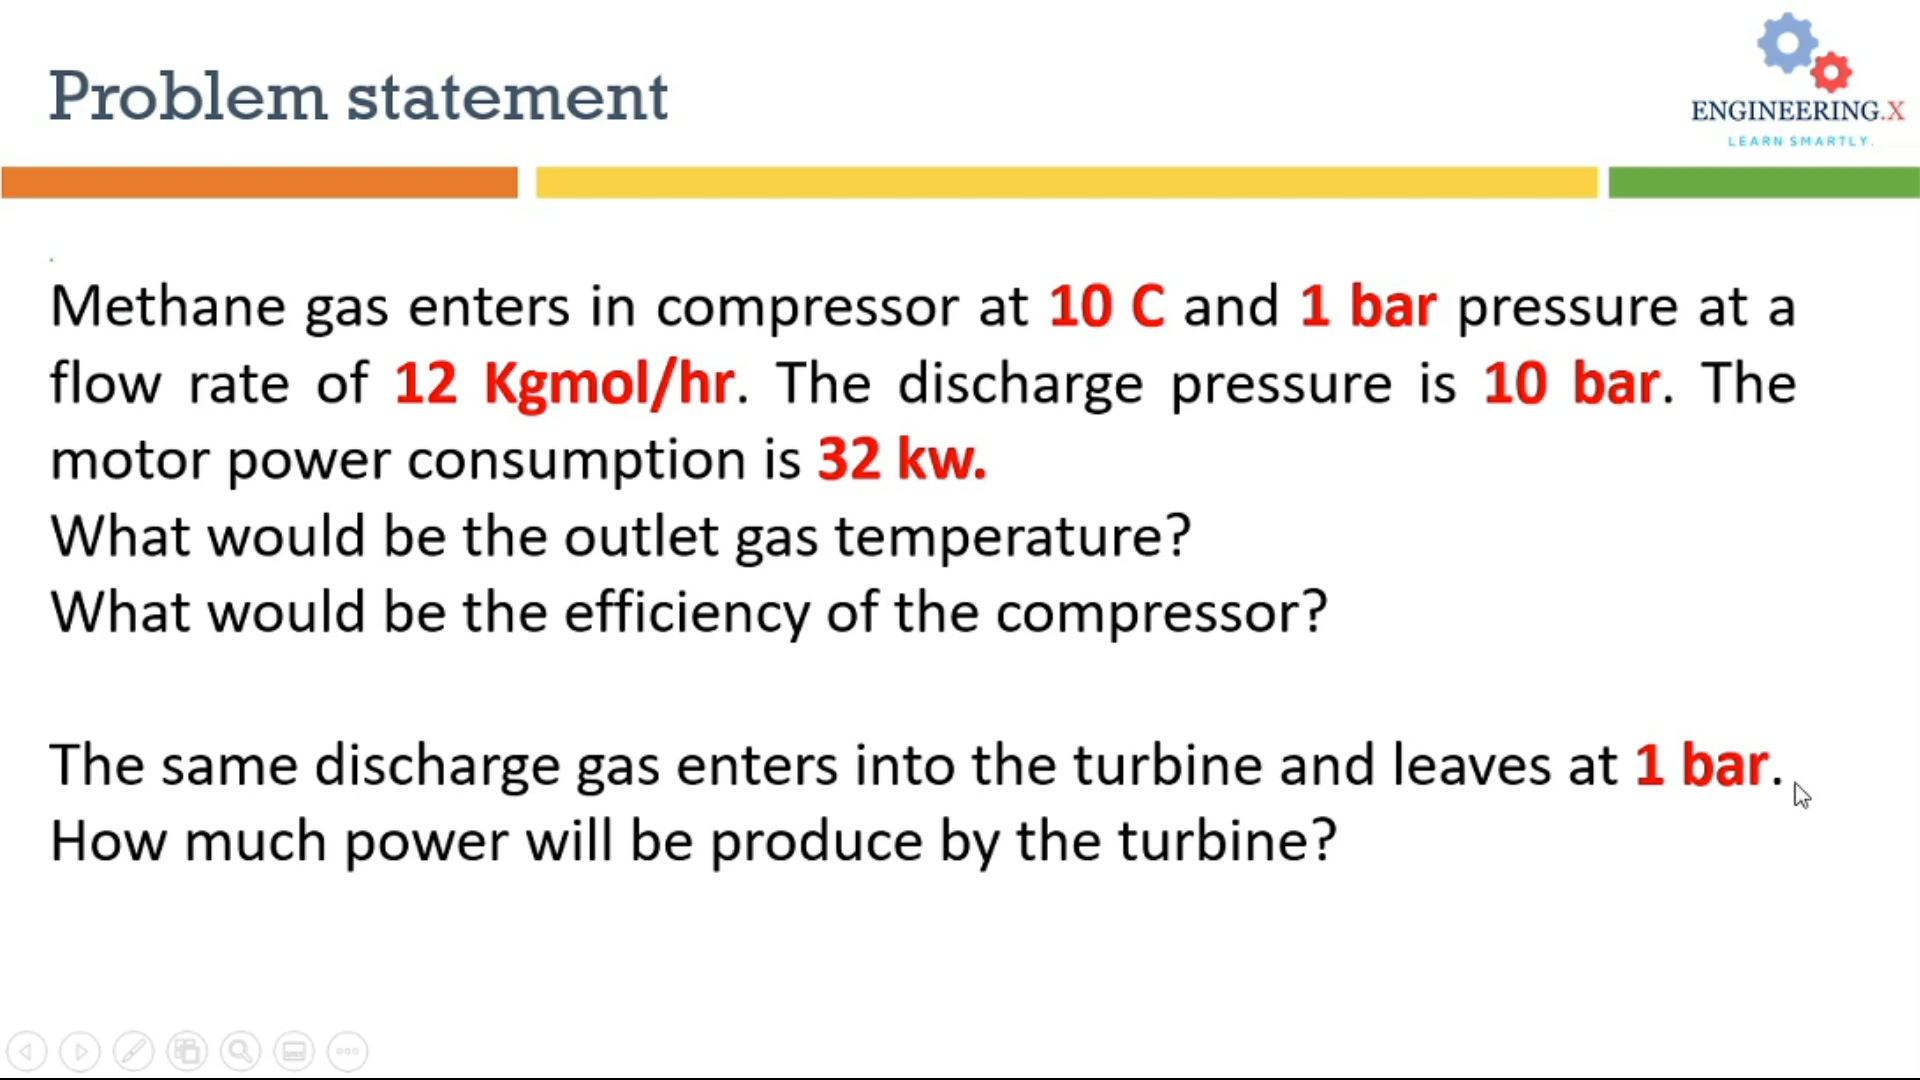 Problem statement
ENGINEERING.X
LEARN SMARTLY.
Methane gas enters in compressor at 10 C and 1 bar pressure at a
flow rate of 12 Kgmol/hr. The discharge pressure is 10 bar. The
motor power consumption is 32 kw.
What would be the outlet gas temperature?
What would be the efficiency of the compressor?
The same discharge gas enters into the turbine and leaves at 1 bar.
How much power will be produce by the turbine?